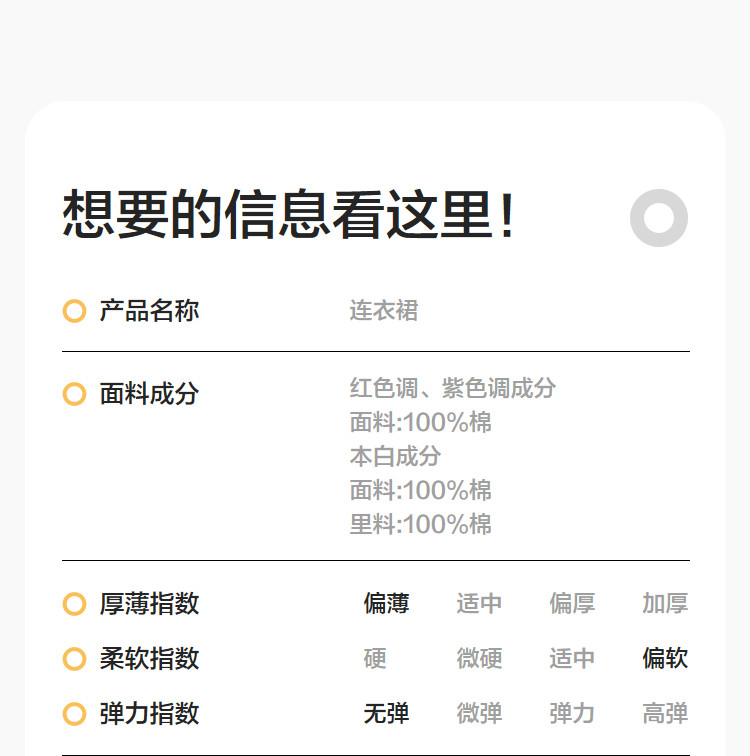 想要的信息看这里！
产品名称 连衣裙
面料成分 红色调、紫色调成分
面料:100%棉
本白成分
面料:100%棉
里料:100%棉
厚薄指数 偏薄 适中 偏厚 加厚
柔软指数 硬 微硬 适中 偏软
弹力指数 无弹 微弹 弹力 高弹